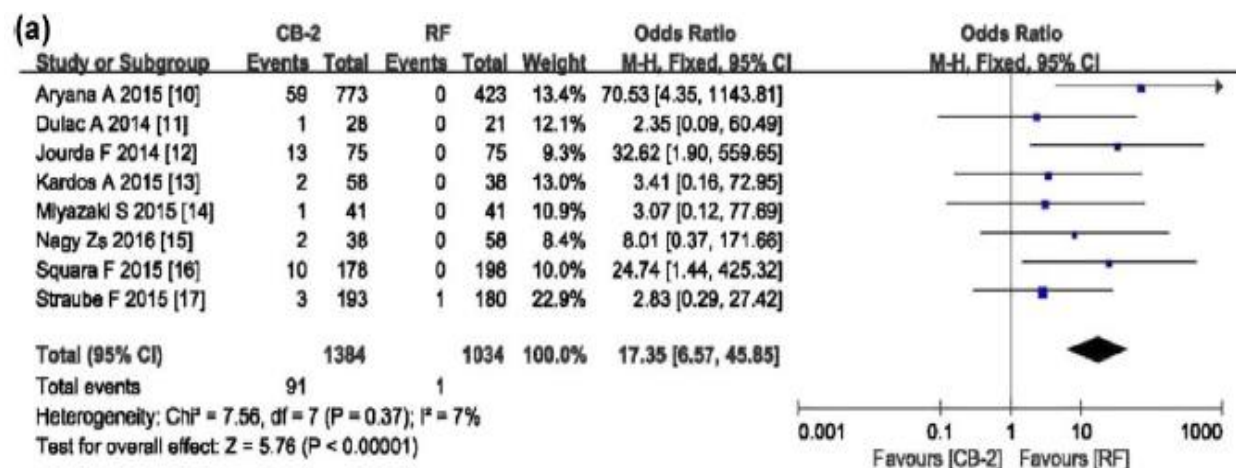 (a) CB-2 RF Odds Ratio Odds Ratio
Study or Subgroup Events Total Events Total Weight M-H, Fixed, 95% CI M-H, Fixed, 95% CI
Aryana A 2015 [10] 59 773 0 423 13.4% 70.53 [4.35, 1143.81]
Dulac A 2014 [11] 1 28 0 21 12.1% 2.35 [0.09, 60.49]
Jourda F 2014 [12] 13 75 0 75 9.3% 32.62 [1.90, 559.65]
Kardos A 2015 [13] 2 58 0 38 13.0% 3.41 [0.16, 72.95]
Miyazaki S 2015 [14] 1 41 0 41 10.9% 3.07 [0.12, 77.69]
Nagy Zs 2016 [15] 2 38 0 58 8.4% 8.01 [0.37, 171.66]
Squara F 2015 [16] 10 178 0 198 10.0% 24.74 [1.44, 425.32]
Straube F 2015 [17] 3 193 1 180 22.9% 2.83 [0.29, 27.42]
Total (95% CI) 1384 1034 100.0% 17.35 [6.57, 45.85]
Total events 91 1
Heterogeneity: Chi² = 7.56, df = 7 (P = 0.37); I² = 7%
Test for overall effect: Z = 5.76 (P < 0.00001)
0.001 0.1 1 10 1000
Favours [CB-2] Favours [RF]